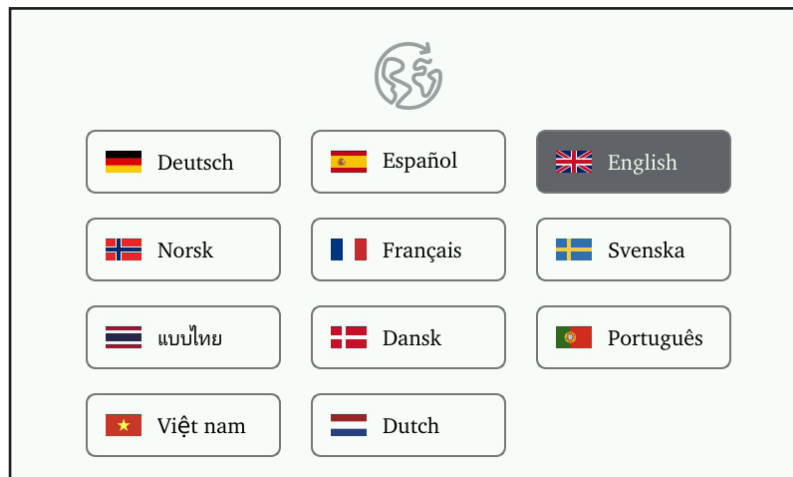 Deutsch
Español
English
Norsk
Français
Svenska
แบบไทย
Dansk
Português
Việt nam
Dutch